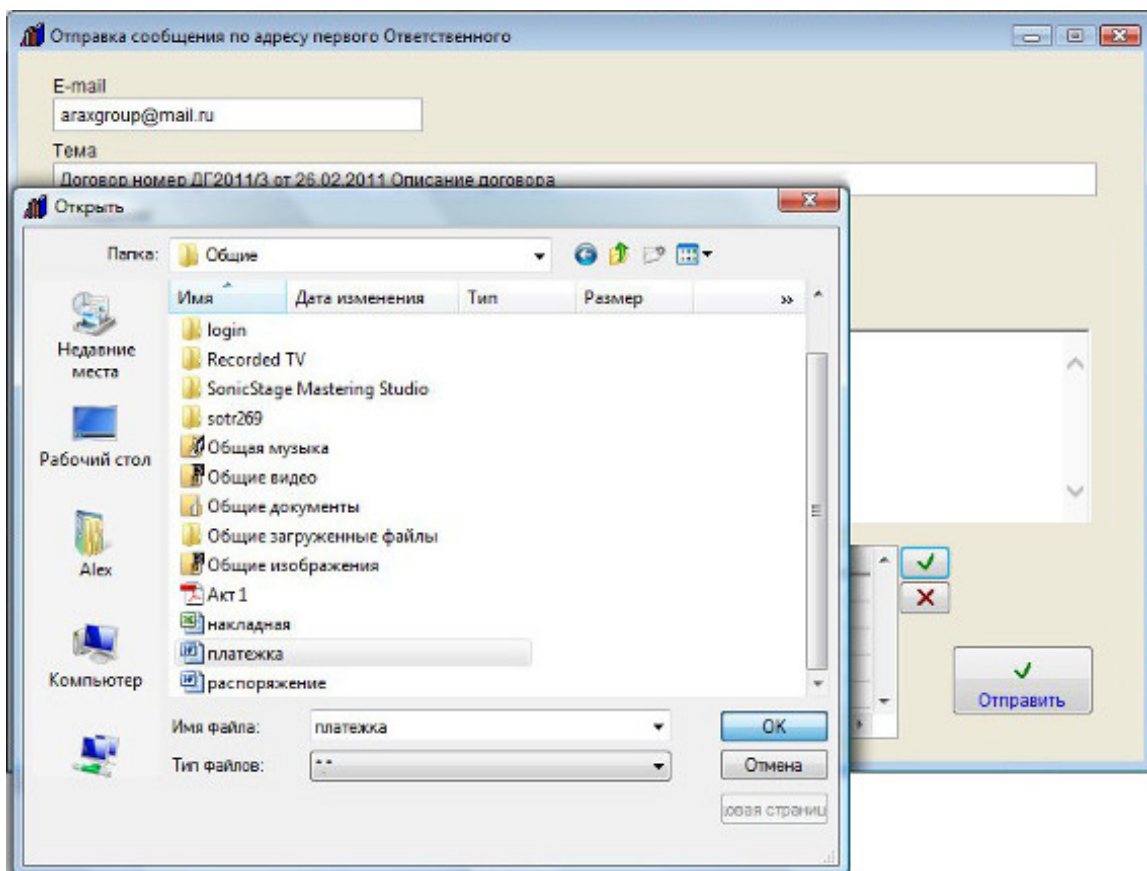 Отправка сообщения по адресу первого Ответственного
E-mail
araxgroup@mail.ru
Тема
Договор номер ДГ2011/3 от 26.02.2011 Описание договора
Открыть
Папка:
Общие
Имя Дата изменения Тип Размер »
login
Recorded TV
SonicStage Mastering Studio
sotr269
Общая музыка
Общие видео
Общие документы
Общие загруженные файлы
Общие изображения
Акт 1
накладная
платежка
распоряжение
Недавние
места
Рабочий стол
Alex
Компьютер
Имя файла:
платежка
OK
Тип файлов:
*.*
Отмена
овая страниц
Отправить